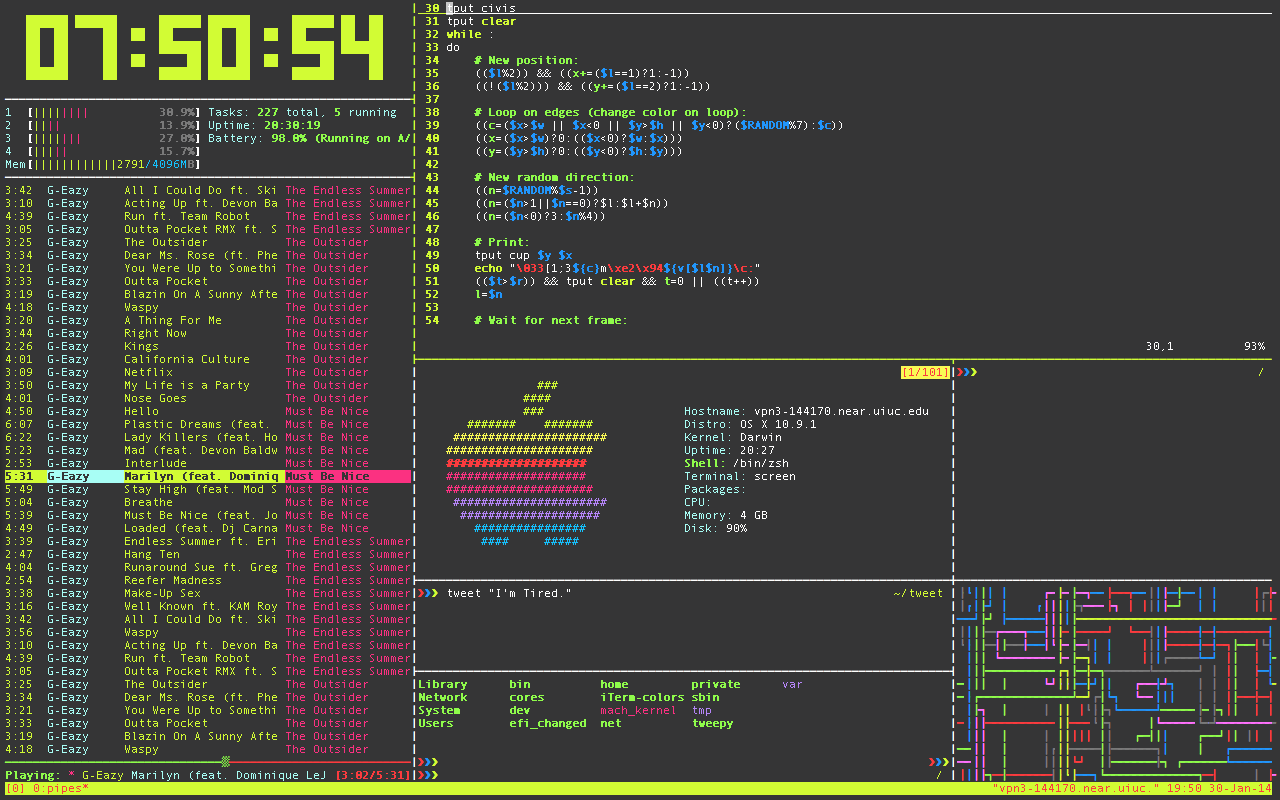 07:50:54
1 [||||||||  30.9%] Tasks: 227 total, 5 running
2 [||||  13.9%] Uptime: 20:30:19
3 [|||||||  27.0%] Battery: 98.0% (Running on A/
4 [|||||  15.7%]
Mem[||||||||||||2791/4096MB]
3:42 G-Eazy All I Could Do ft. Ski The Endless Summer
3:10 G-Eazy Acting Up ft. Devon Ba The Endless Summer
4:39 G-Eazy Run ft. Team Robot The Endless Summer
3:05 G-Eazy Outta Pocket RMX ft. S The Endless Summer
3:25 G-Eazy The Outsider The Outsider
3:34 G-Eazy Dear Ms. Rose (ft. Phe The Outsider
3:21 G-Eazy You Were Up to Somethi The Outsider
3:33 G-Eazy Outta Pocket The Outsider
3:19 G-Eazy Blazin On A Sunny Afte The Outsider
4:18 G-Eazy Waspy The Outsider
3:20 G-Eazy A Thing For Me The Outsider
3:44 G-Eazy Right Now The Outsider
2:26 G-Eazy Kings The Outsider
4:01 G-Eazy California Culture The Outsider
3:09 G-Eazy Netflix The Outsider
3:50 G-Eazy My Life is a Party The Outsider
4:01 G-Eazy Nose Goes The Outsider
4:50 G-Eazy Hello Must Be Nice
6:07 G-Eazy Plastic Dreams (feat. Must Be Nice
6:22 G-Eazy Lady Killers (feat. Ho Must Be Nice
5:23 G-Eazy Mad (feat. Devon Baldw Must Be Nice
2:53 G-Eazy Interlude Must Be Nice
5:31 G-Eazy Marilyn (feat. Dominiq Must Be Nice
5:49 G-Eazy Stay High (feat. Mod S Must Be Nice
5:04 G-Eazy Breathe Must Be Nice
5:39 G-Eazy Must Be Nice (feat. Jo Must Be Nice
4:49 G-Eazy Loaded (feat. Dj Carna Must Be Nice
3:39 G-Eazy Endless Summer ft. Eri The Endless Summer
2:47 G-Eazy Hang Ten The Endless Summer
4:04 G-Eazy Runaround Sue ft. Greg The Endless Summer
2:54 G-Eazy Reefer Madness The Endless Summer
3:38 G-Eazy Make-Up Sex The Endless Summer
3:16 G-Eazy Well Known ft. KAM Roy The Endless Summer
3:42 G-Eazy All I Could Do ft. Ski The Endless Summer
3:56 G-Eazy Waspy The Endless Summer
3:10 G-Eazy Acting Up ft. Devon Ba The Endless Summer
4:39 G-Eazy Run ft. Team Robot The Endless Summer
3:05 G-Eazy Outta Pocket RMX ft. S The Endless Summer
3:25 G-Eazy The Outsider The Outsider
3:34 G-Eazy Dear Ms. Rose (ft. Phe The Outsider
3:21 G-Eazy You Were Up to Somethi The Outsider
3:33 G-Eazy Outta Pocket The Outsider
3:19 G-Eazy Blazin On A Sunny Afte The Outsider
4:18 G-Eazy Waspy The Outsider
Playing: * G-Eazy Marilyn (feat. Dominique LeJ [3:02/5:31]
30 tput civis
31 tput clear
32 while :
33 do
34     # New position:
35     (($l%2)) && ((x+=($l==1)?1:-1))
36     ((!($l%2))) && ((y+=($l==2)?1:-1))
37
38     # Loop on edges (change color on loop):
39     ((c=($x>$w || $x<0 || $y>$h || $y<0)?($RANDOM%7):$c))
40     ((x=($x>$w)?0:(($x<0)?$w:$x)))
41     ((y=($y>$h)?0:(($y<0)?$h:$y)))
42
43     # New random direction:
44     ((n=$RANDOM%$s-1))
45     ((n=($n>1||$n==0)?$l:$l+$n))
46     ((n=($n<0)?3:$n%4))
47
48     # Print:
49     tput cup $y $x
50     echo "\033[1;3${c}m\xe2\x94${v[$l$n]}\c:"
51     (($t>$r)) && tput clear && t=0 || ((t++))
52     l=$n
53
54     # Wait for next frame:
30,1 93%
[1/101]
###
####
###
####### #######
######################
#####################
####################
####################
#####################
######################
####################
################
#### #####
Hostname: vpn3-144170.near.uiuc.edu
Distro: OS X 10.9.1
Kernel: Darwin
Uptime: 20:27
Shell: /bin/zsh
Terminal: screen
Packages:
CPU:
Memory: 4 GB
Disk: 90%
❯❯❯ /
❯❯❯ tweet "I'm Tired." ~/tweet
Library bin home private var
Network cores iTerm-colors sbin
System dev mach_kernel tmp
Users efi_changed net tweepy
❯❯❯ ❯❯❯
❯❯❯ /
[0] 0:pipes* "vpn3-144170.near.uiuc." 19:50 30-Jan-14